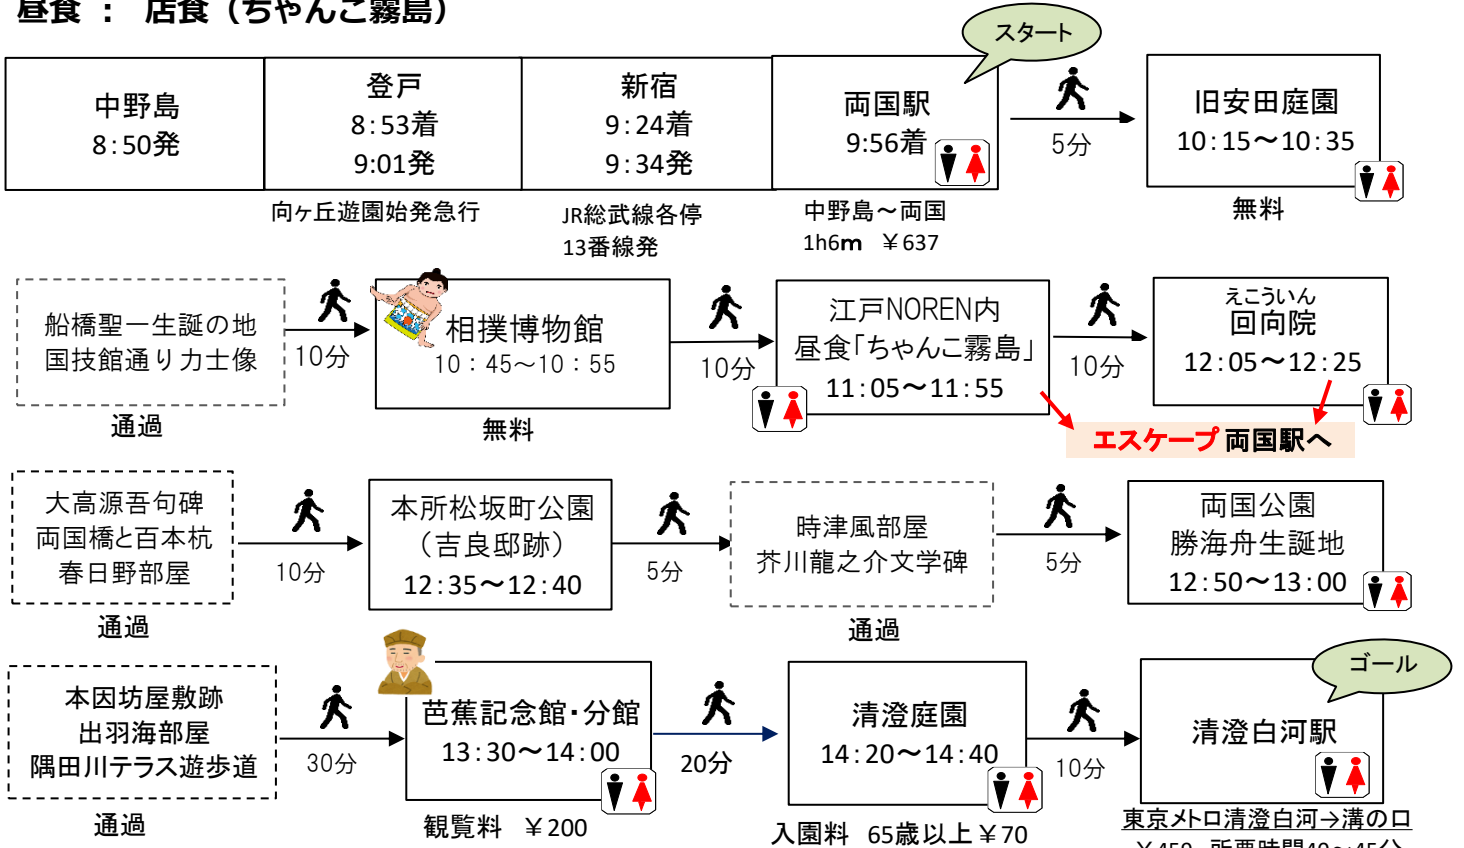 昼食 ： 店食（ちゃんこ霧島）
スタート
中野島
8:50発
登戸
8:53着
9:01発
新宿
9:24着
9:34発
両国駅
9:56着
5分
旧安田庭園
10:15～10:35
向ヶ丘遊園始発急行
JR総武線各停
13番線発
中野島～両国
1h6m ￥637
無料
船橋聖一生誕の地
国技館通り力士像
通過
10分
相撲博物館
10：45～10：55
無料
10分
江戸NOREN内
昼食「ちゃんこ霧島」
11:05～11:55
10分
えこういん
回向院
12:05～12:25
エスケープ 両国駅へ
大高源吾句碑
両国橋と百本杭
春日野部屋
通過
10分
本所松坂町公園
（吉良邸跡）
12:35～12:40
5分
時津風部屋
芥川龍之介文学碑
通過
5分
両国公園
勝海舟生誕地
12:50～13:00
本因坊屋敷跡
出羽海部屋
隅田川テラス遊歩道
通過
30分
芭蕉記念館・分館
13:30～14:00
観覧料 ￥200
20分
清澄庭園
14:20～14:40
入園料 65歳以上￥70
10分
ゴール
清澄白河駅
東京メトロ清澄白河→溝の口
￥450 所要時間40～45分